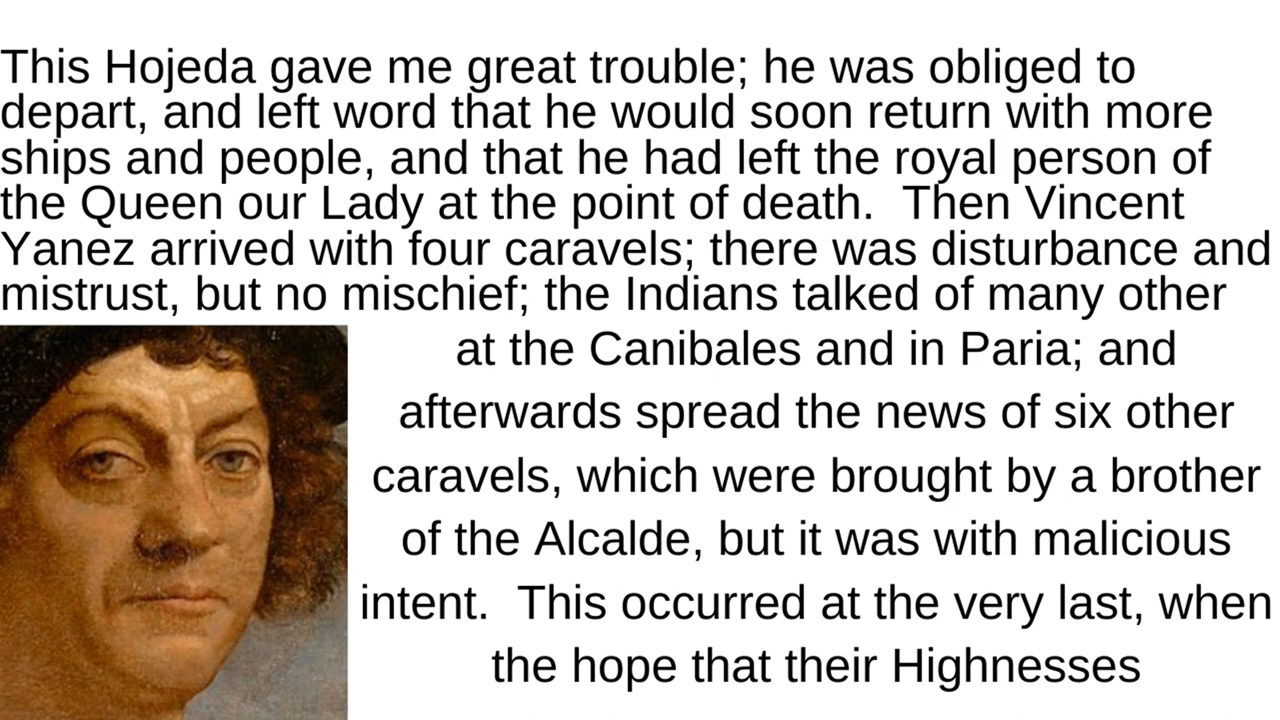 This Hojeda gave me great trouble; he was obliged to
depart, and left word that he would soon return with more
ships and people, and that he had left the royal person of
the Queen our Lady at the point of death.  Then Vincent
Yanez arrived with four caravels; there was disturbance and
mistrust, but no mischief; the Indians talked of many other
at the Canibales and in Paria; and
afterwards spread the news of six other
caravels, which were brought by a brother
of the Alcalde, but it was with malicious
intent.  This occurred at the very last, when
the hope that their Highnesses